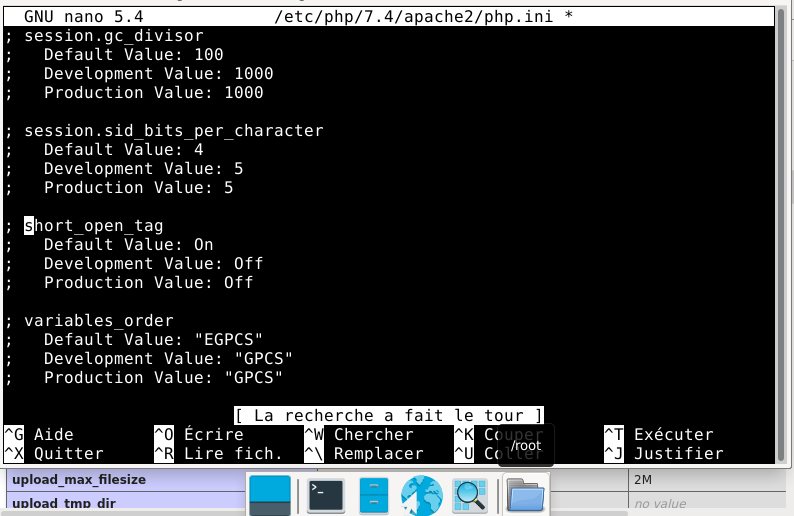 GNU nano 5.4 /etc/php/7.4/apache2/php.ini *
; session.gc_divisor
;   Default Value: 100
;   Development Value: 1000
;   Production Value: 1000
; session.sid_bits_per_character
;   Default Value: 4
;   Development Value: 5
;   Production Value: 5
; short_open_tag
;   Default Value: On
;   Development Value: Off
;   Production Value: Off
; variables_order
;   Default Value: "EGPCS"
;   Development Value: "GPCS"
;   Production Value: "GPCS"
[ La recherche a fait le tour ]
^G Aide ^O Écrire ^W Chercher ^K Couper ^T Exécuter
^X Quitter ^R Lire fich. ^\ Remplacer ^U Coller ^J Justifier
/root
upload_max_filesize 2M
upload_tmp_dir no value